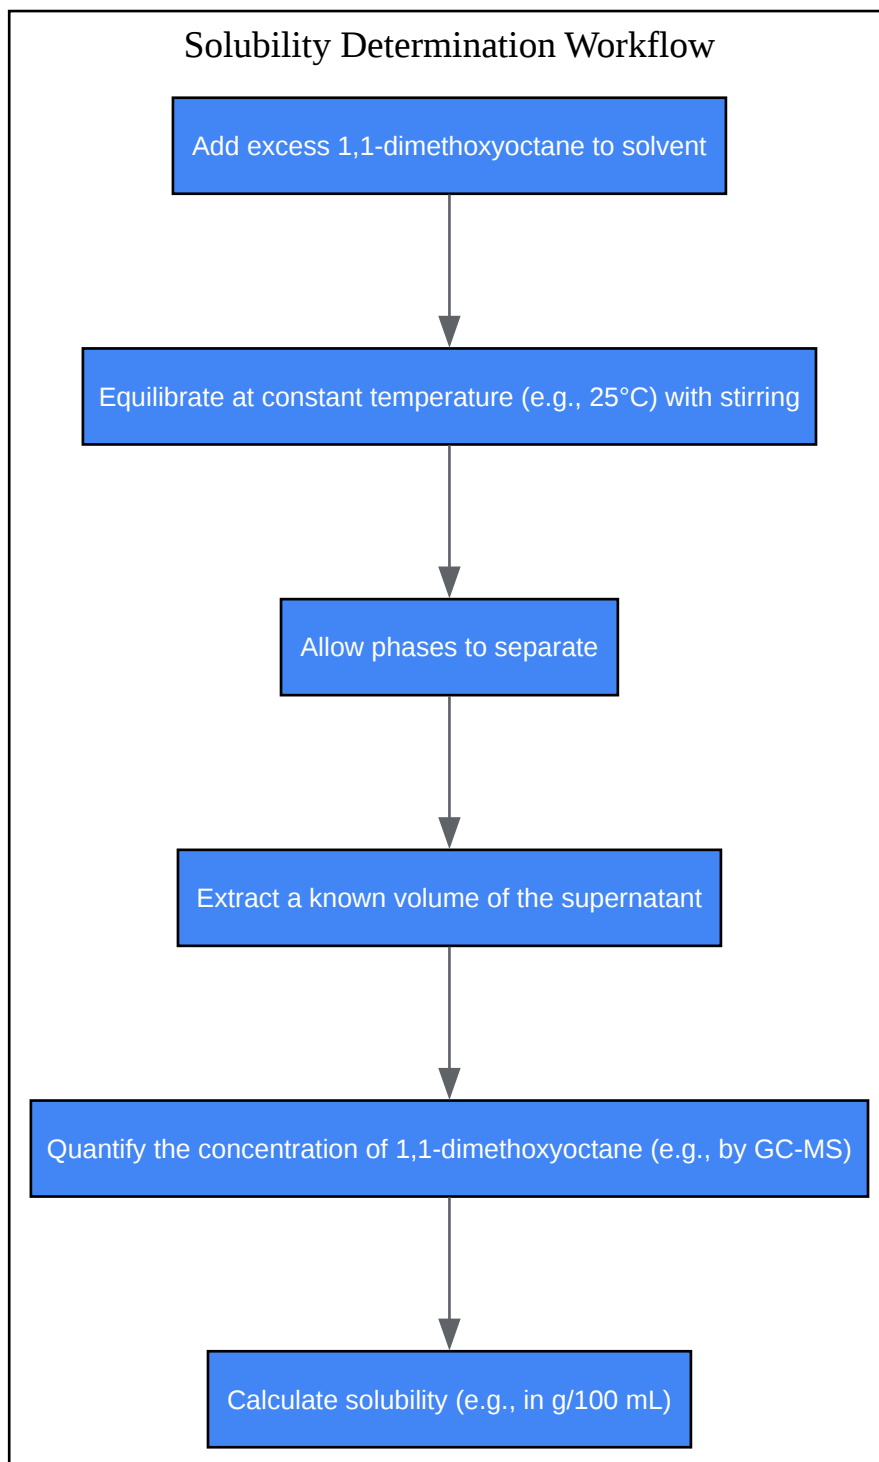 Solubility Determination Workflow
Add excess 1,1-dimethoxyoctane to solvent
Equilibrate at constant temperature (e.g., 25°C) with stirring
Allow phases to separate
Extract a known volume of the supernatant
Quantify the concentration of 1,1-dimethoxyoctane (e.g., by GC-MS)
Calculate solubility (e.g., in g/100 mL)